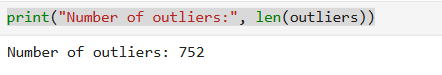 print("Number of outliers:", len(outliers))
Number of outliers: 752